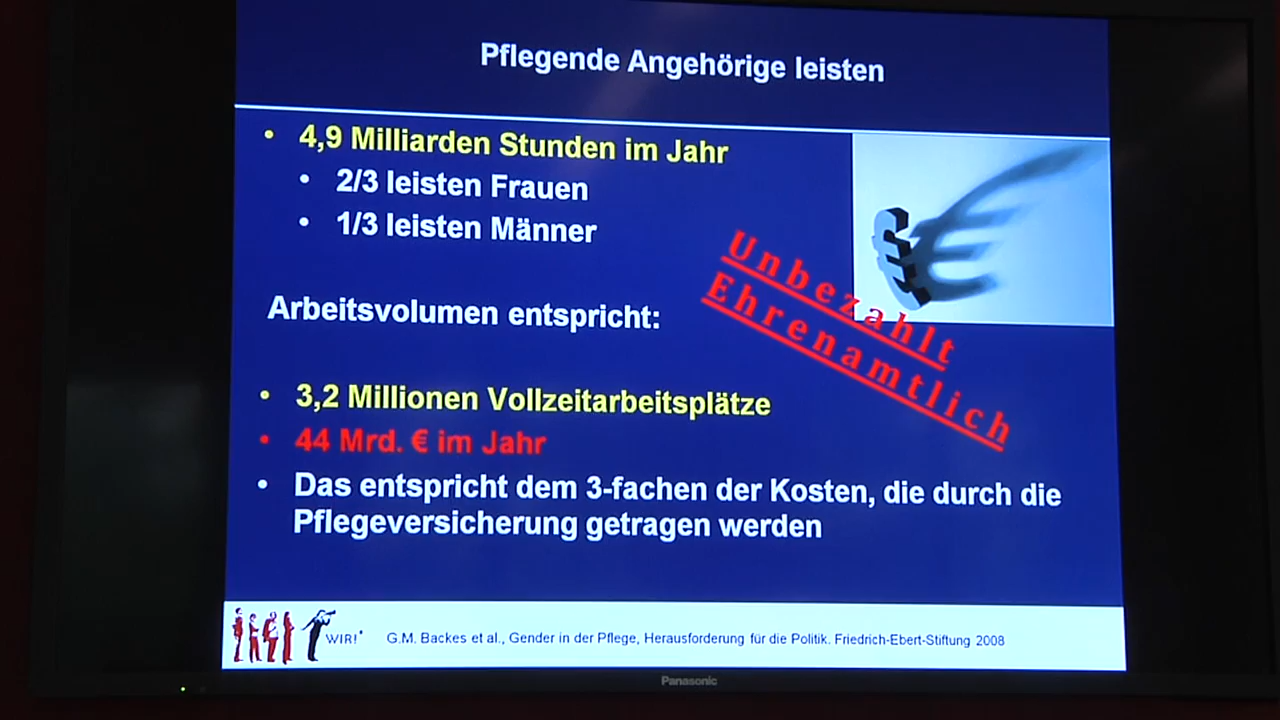 Pflegende Angehörige leisten
• 4,9 Milliarden Stunden im Jahr
• 2/3 leisten Frauen
• 1/3 leisten Männer
Unbezahlt
Ehrenamtlich
Arbeitsvolumen entspricht:
• 3,2 Millionen Vollzeitarbeitsplätze
• 44 Mrd. € im Jahr
• Das entspricht dem 3-fachen der Kosten, die durch die
Pflegeversicherung getragen werden
WIR!*
G.M. Backes et al., Gender in der Pflege, Herausforderung für die Politik. Friedrich-Ebert-Stiftung 2008
Panasonic